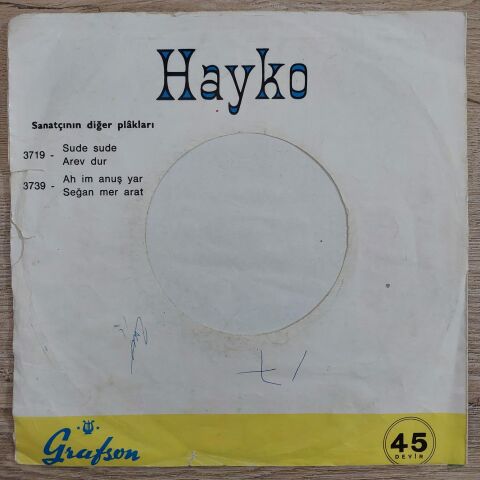 Hayko
Sanatçının diğer plâkları
3719 - Sude sude
Arev dur
3739 - Ah im anuş yar
Seğan mer arat
Grafson
45
DEVİR